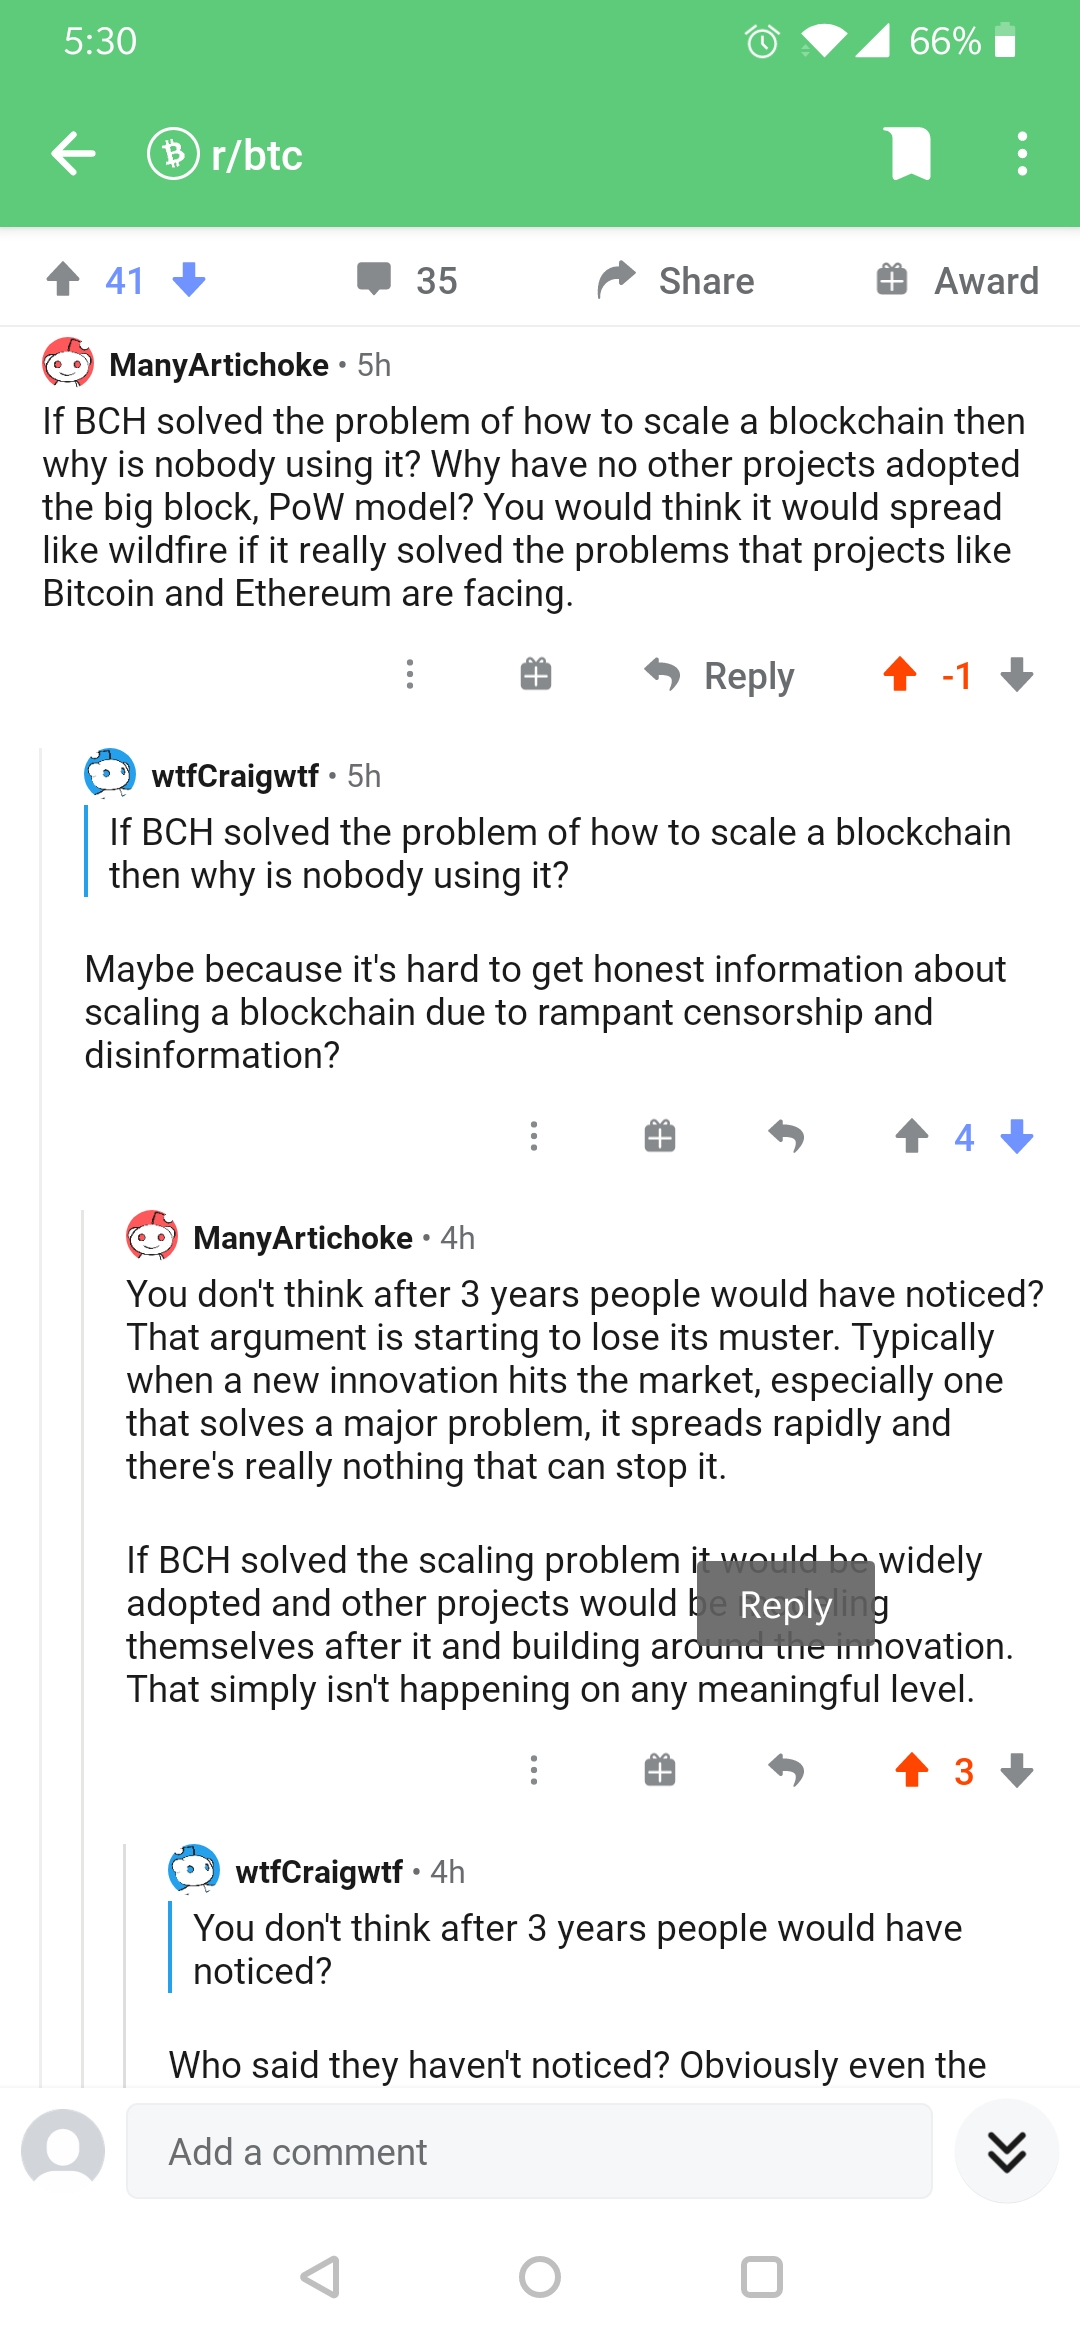 5:30
66%
r/btc
41
35
Share
Award
ManyArtichoke • 5h
If BCH solved the problem of how to scale a blockchain then
why is nobody using it? Why have no other projects adopted
the big block, PoW model? You would think it would spread
like wildfire if it really solved the problems that projects like
Bitcoin and Ethereum are facing.
Reply
-1
wtfCraigwtf • 5h
If BCH solved the problem of how to scale a blockchain
then why is nobody using it?
Maybe because it's hard to get honest information about
scaling a blockchain due to rampant censorship and
disinformation?
4
ManyArtichoke • 4h
You don't think after 3 years people would have noticed?
That argument is starting to lose its muster. Typically
when a new innovation hits the market, especially one
that solves a major problem, it spreads rapidly and
there's really nothing that can stop it.
If BCH solved the scaling problem it would be widely
adopted and other projects would be
Reply
themselves after it and building around the innovation.
That simply isn't happening on any meaningful level.
3
wtfCraigwtf • 4h
You don't think after 3 years people would have
noticed?
Who said they haven't noticed? Obviously even the
Add a comment